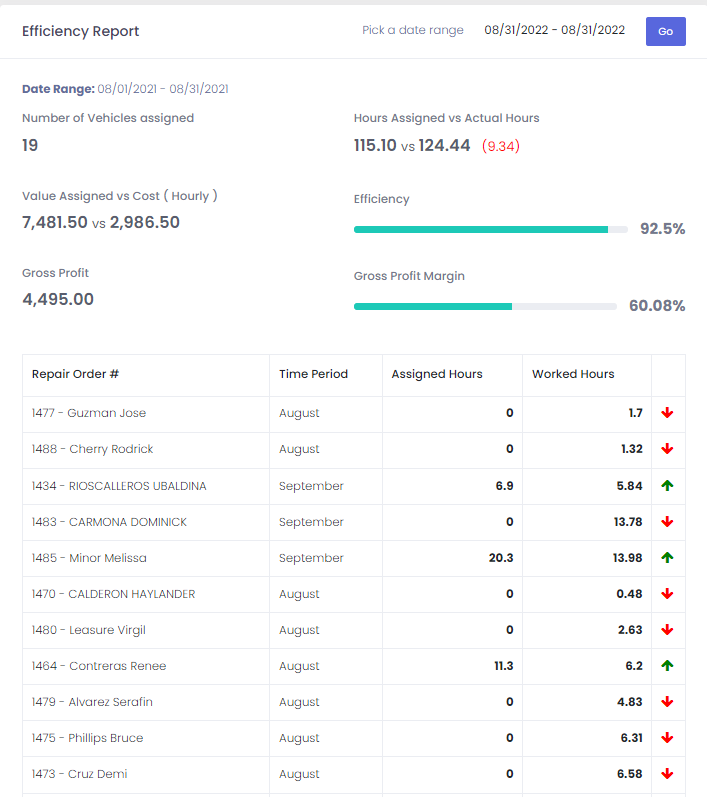 Efficiency Report Pick a date range 08/31/2022 - 08/31/2022 Go
Date Range: 08/01/2021 - 08/31/2021
Number of Vehicles assigned Hours Assigned vs Actual Hours
19 115.10 vs 124.44 (9.34)
Value Assigned vs Cost ( Hourly ) Efficiency
7,481.50 vs 2,986.50 92.5%
Gross Profit Gross Profit Margin
4,495.00 60.08%
Repair Order # Time Period Assigned Hours Worked Hours
1477 - Guzman Jose August 0 1.7
1488 - Cherry Rodrick August 0 1.32
1434 - RIOSCALLEROS UBALDINA September 6.9 5.84
1483 - CARMONA DOMINICK September 0 13.78
1485 - Minor Melissa September 20.3 13.98
1470 - CALDERON HAYLANDER August 0 0.48
1480 - Leasure Virgil August 0 2.63
1464 - Contreras Renee August 11.3 6.2
1479 - Alvarez Serafin August 0 4.83
1475 - Phillips Bruce August 0 6.31
1473 - Cruz Demi August 0 6.58